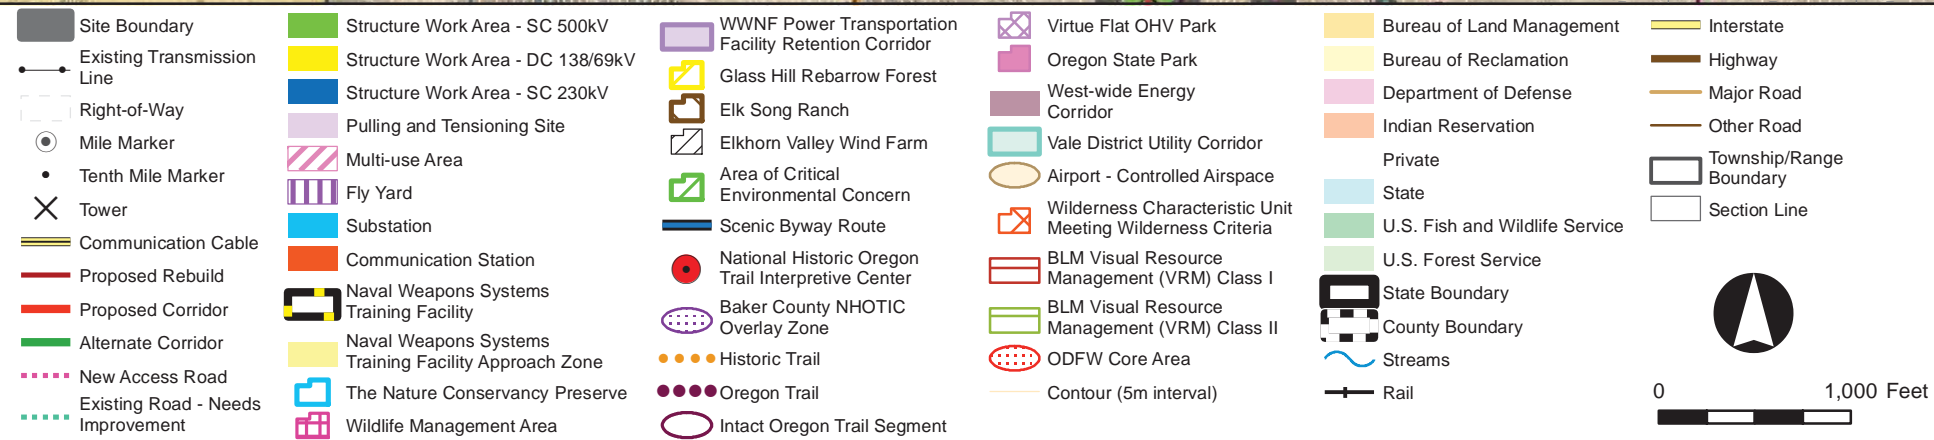 Site Boundary
Existing Transmission
Line
Right-of-Way
Mile Marker
Tenth Mile Marker
Tower
Communication Cable
Proposed Rebuild
Proposed Corridor
Alternate Corridor
New Access Road
Existing Road - Needs
Improvement
Structure Work Area - SC 500kV
Structure Work Area - DC 138/69kV
Structure Work Area - SC 230kV
Pulling and Tensioning Site
Multi-use Area
Fly Yard
Substation
Communication Station
Naval Weapons Systems
Training Facility
Naval Weapons Systems
Training Facility Approach Zone
The Nature Conservancy Preserve
Wildlife Management Area
WWNF Power Transportation
Facility Retention Corridor
Glass Hill Rebarrow Forest
Elk Song Ranch
Elkhorn Valley Wind Farm
Area of Critical
Environmental Concern
Scenic Byway Route
National Historic Oregon
Trail Interpretive Center
Baker County NHOTIC
Overlay Zone
Historic Trail
Oregon Trail
Intact Oregon Trail Segment
Virtue Flat OHV Park
Oregon State Park
West-wide Energy
Corridor
Vale District Utility Corridor
Airport - Controlled Airspace
Wilderness Characteristic Unit
Meeting Wilderness Criteria
BLM Visual Resource
Management (VRM) Class I
BLM Visual Resource
Management (VRM) Class II
ODFW Core Area
Contour (5m interval)
Bureau of Land Management
Bureau of Reclamation
Department of Defense
Indian Reservation
Private
State
U.S. Fish and Wildlife Service
U.S. Forest Service
State Boundary
County Boundary
Streams
Rail
Interstate
Highway
Major Road
Other Road
Township/Range
Boundary
Section Line
0 1,000 Feet